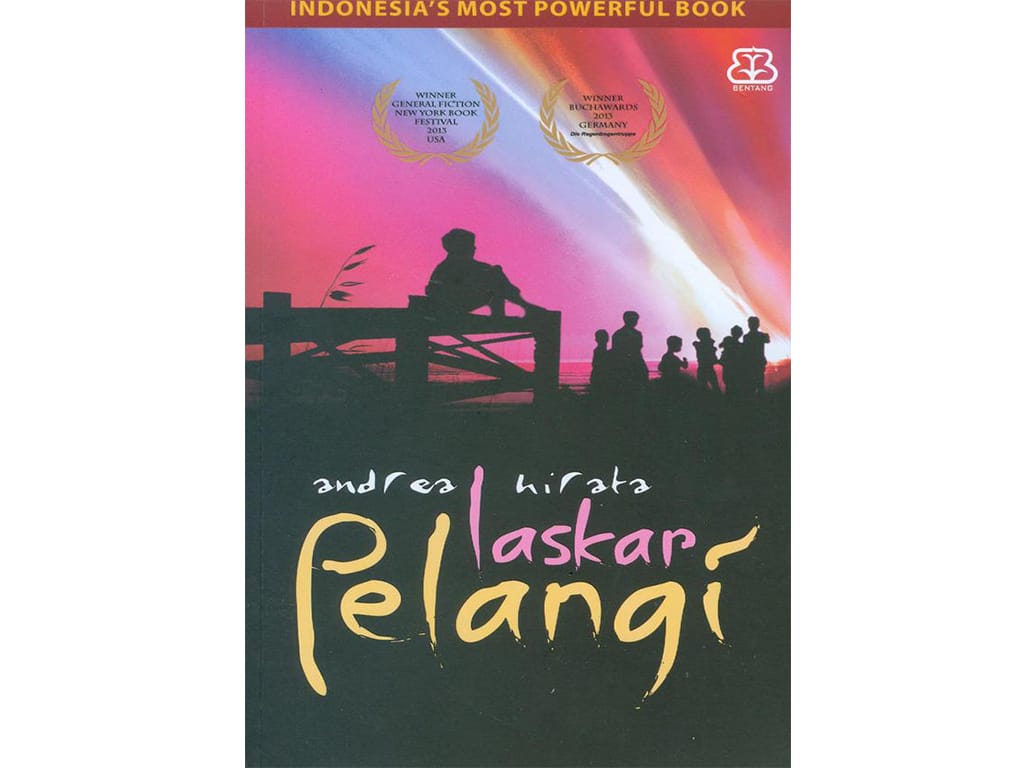 INDONESIA'S MOST POWERFUL BOOK
BENTANG
WINNER
GENERAL FICTION
NEW YORK BOOK
FESTIVAL
2013
USA
WINNER
BUCHAWARDS
2013
GERMANY
Die Regenbogentruppe
andrea hirata
laskar
Pelangi